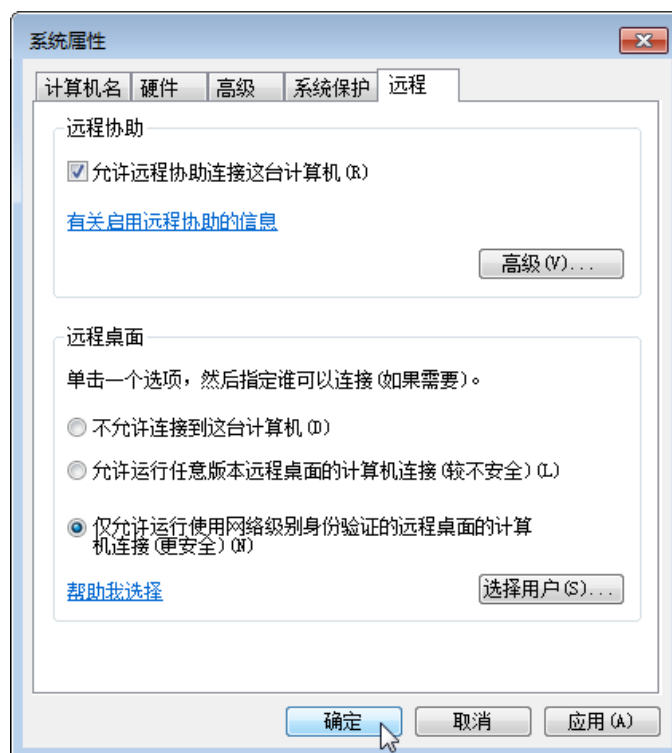 系统属性
计算机名 硬件 高级 系统保护 远程
远程协助
允许远程协助连接这台计算机(R)
有关启用远程协助的信息
高级(V)...
远程桌面
单击一个选项，然后指定谁可以连接(如果需要)。
不允许连接到这台计算机(D)
允许运行任意版本远程桌面的计算机连接(较不安全)(L)
仅允许运行使用网络级别身份验证的远程桌面的计算
机连接(更安全)(N)
帮助我选择 选择用户(S)...
确定 取消 应用(A)